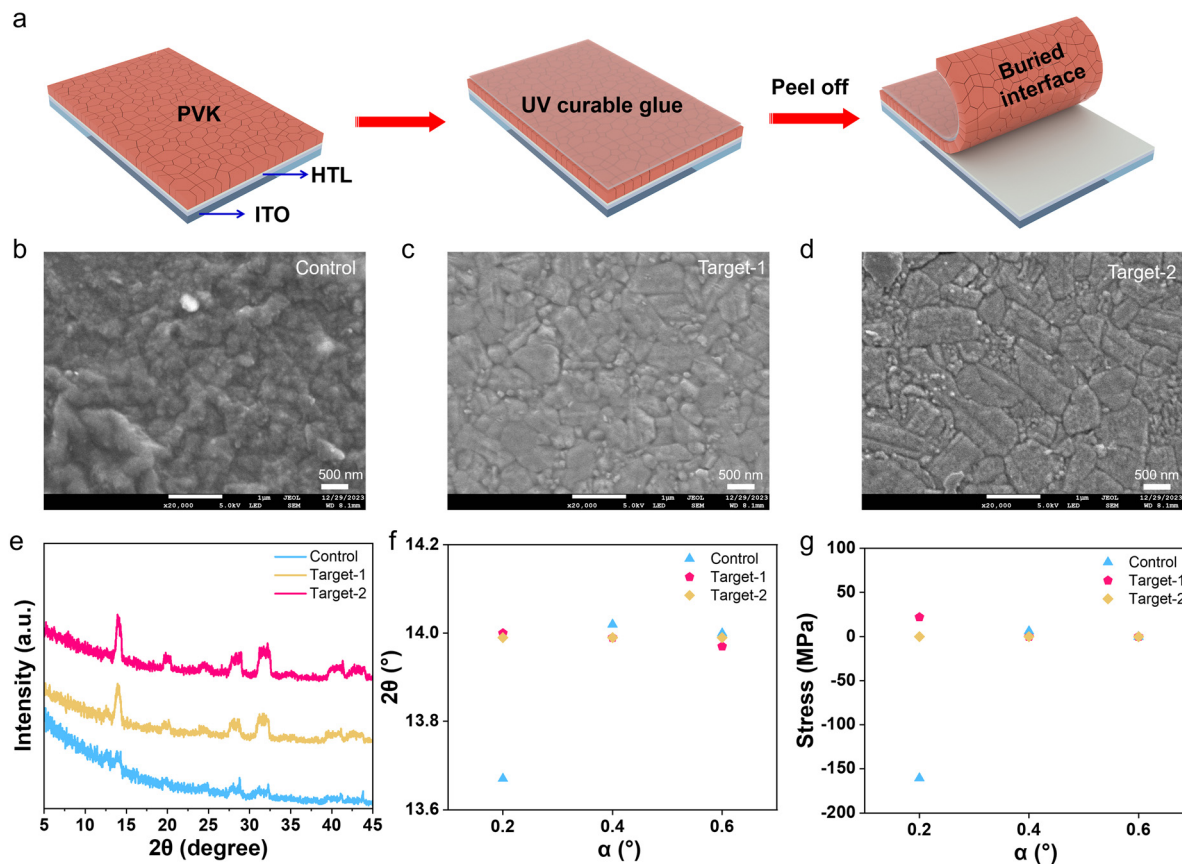 a
PVK
HTL
ITO
UV curable glue
Peel off
Buried
interface
b
Control
500 nm
1μm JEOL 12/29/2023
x20,000 5.0kV LED SEM WD 8.1mm
c
Target-1
500 nm
1μm JEOL 12/29/2023
x20,000 5.0kV LED SEM WD 8.1mm
d
Target-2
500 nm
1μm JEOL 12/29/2023
x20,000 5.0kV LED SEM WD 8.1mm
e
Control
Target-1
Target-2
Intensity (a.u.)
5 10 15 20 25 30 35 40 45
2θ (degree)
f
Control
Target-1
Target-2
2θ (°)
14.2
14.0
13.8
13.6
0.2 0.4 0.6
α (°)
g
Control
Target-1
Target-2
Stress (MPa)
100
50
0
-50
-100
-150
-200
0.2 0.4 0.6
α (°)